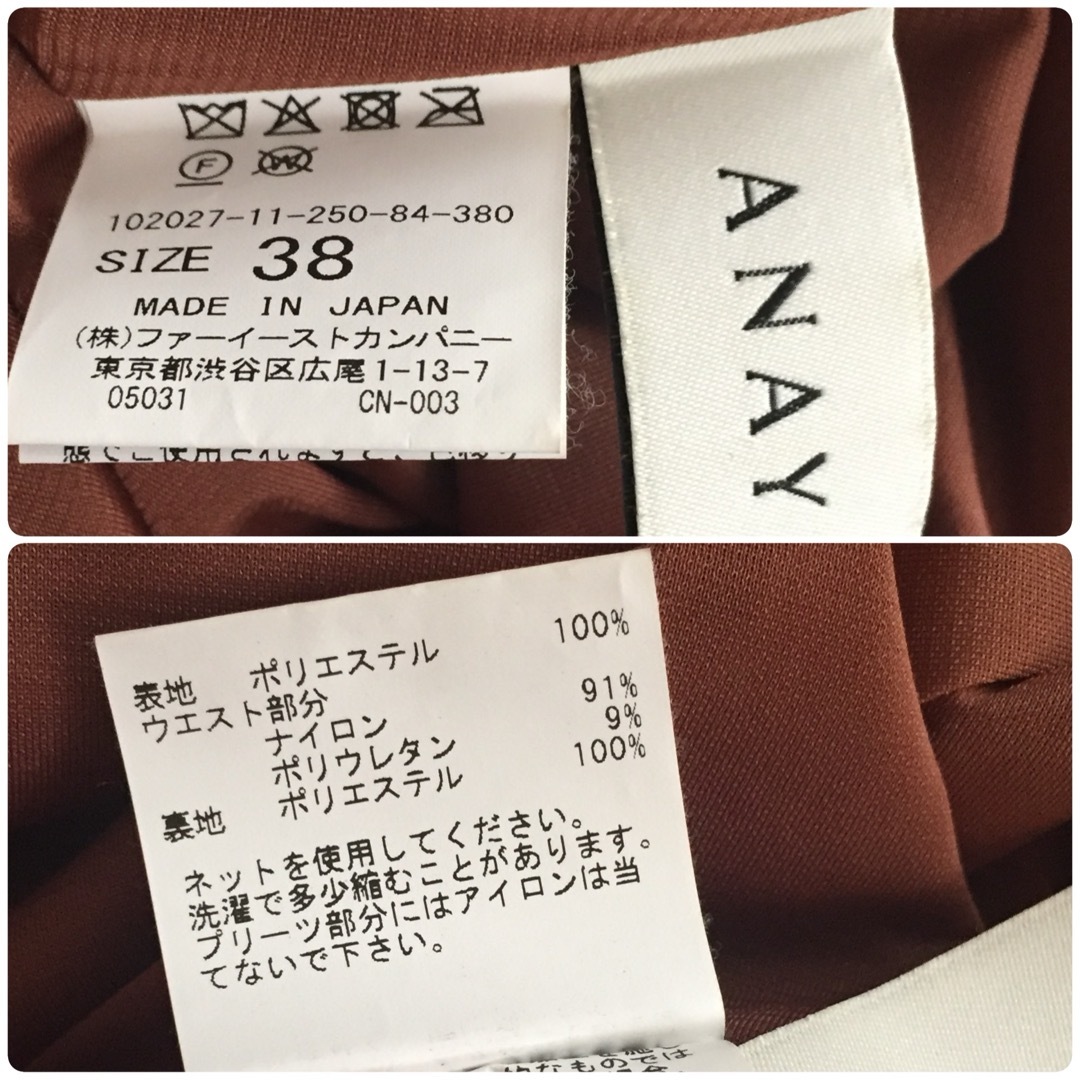 F
W
102027-11-250-84-380
SIZE 38
MADE IN JAPAN
(株)ファーイーストカンパニー
東京都渋谷区広尾1-13-7
05031 CN-003
ANAY
表地 ポリエステル 100%
ウエスト部分
ナイロン 91%
ポリウレタン 9%
裏地 ポリエステル 100%
ネットを使用してください。
洗濯で多少縮むことがあります。
プリーツ部分にはアイロンは当
てないで下さい。
的なもので